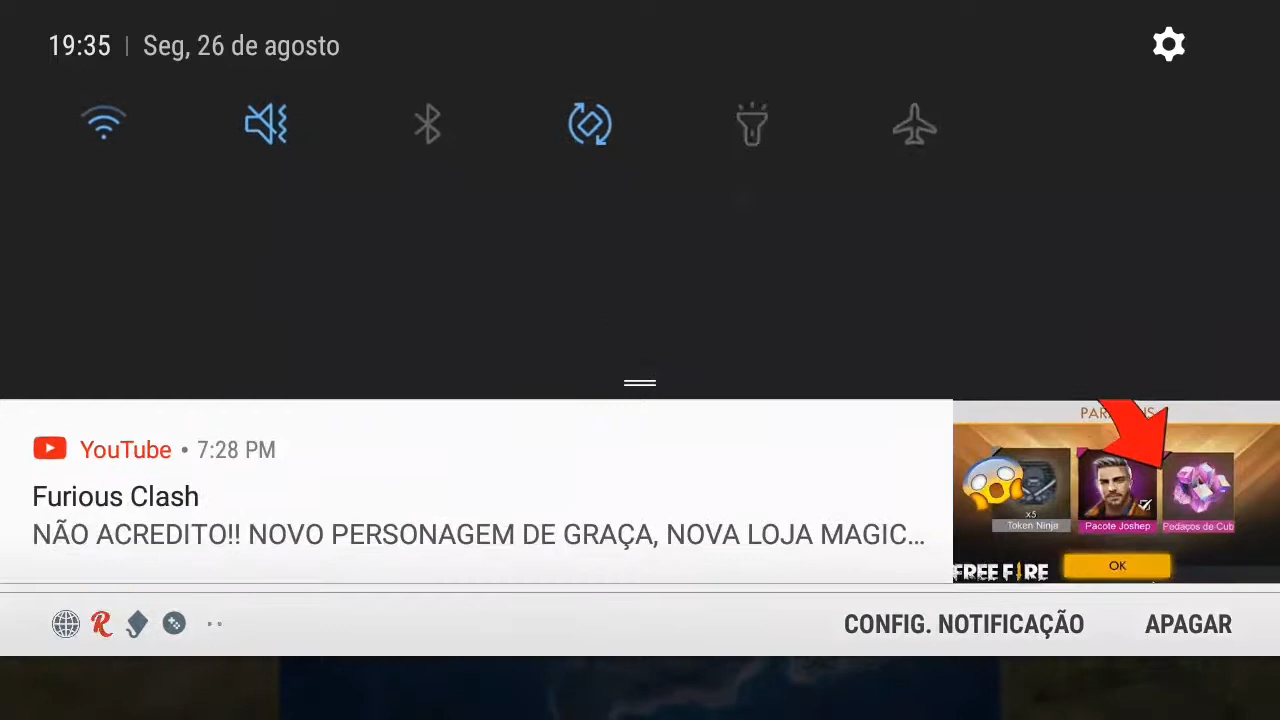 19:35 | Seg, 26 de agosto
YouTube • 7:28 PM
Furious Clash
NÃO ACREDITO!! NOVO PERSONAGEM DE GRAÇA, NOVA LOJA MAGIC...
x5
Token Ninja
Pacote Joshep
Pedaços de Cub
OK
FREE FIRE
CONFIG. NOTIFICAÇÃO
APAGAR